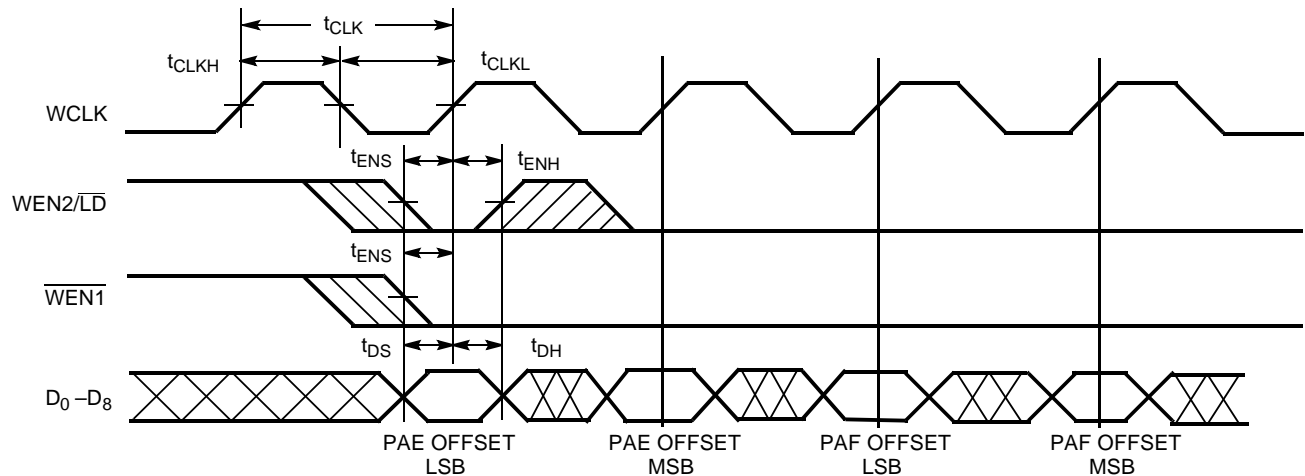 tCLK
tCLKH
tCLKL
WCLK
tENS
tENH
WEN2/LD
tENS
WEN1
tDS
tDH
D0 –D8
PAE OFFSET
LSB
PAE OFFSET
MSB
PAF OFFSET
LSB
PAF OFFSET
MSB